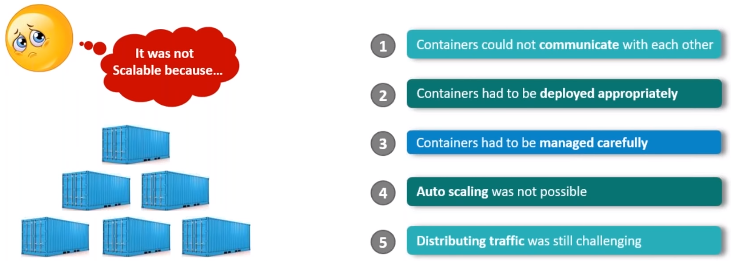 It was not
Scalable because...
1 Containers could not communicate with each other
2 Containers had to be deployed appropriately
3 Containers had to be managed carefully
4 Auto scaling was not possible
5 Distributing traffic was still challenging